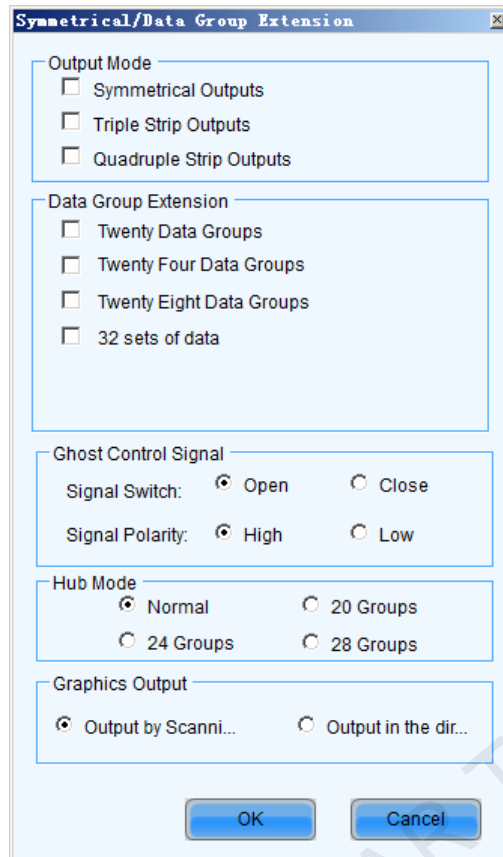 Symmetrical/Data Group Extension
Output Mode
Symmetrical Outputs
Triple Strip Outputs
Quadruple Strip Outputs
Data Group Extension
Twenty Data Groups
Twenty Four Data Groups
Twenty Eight Data Groups
32 sets of data
Ghost Control Signal
Signal Switch: Open Close
Signal Polarity: High Low
Hub Mode
Normal 20 Groups
24 Groups 28 Groups
Graphics Output
Output by Scanni... Output in the dir...
OK Cancel